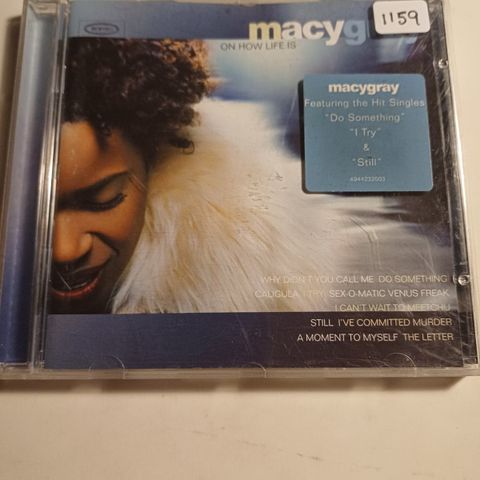 1159
macyg
ON HOW LIFE IS
macygray
Featuring the Hit Singles
"Do Something"
"I Try"
&
"Still"
4944232003
WHY DIDN'T YOU CALL ME DO SOMETHING
CALIGULA I TRY SEX-O-MATIC VENUS FREAK
I CAN'T WAIT TO MEETCHU
STILL I'VE COMMITTED MURDER
A MOMENT TO MYSELF THE LETTER